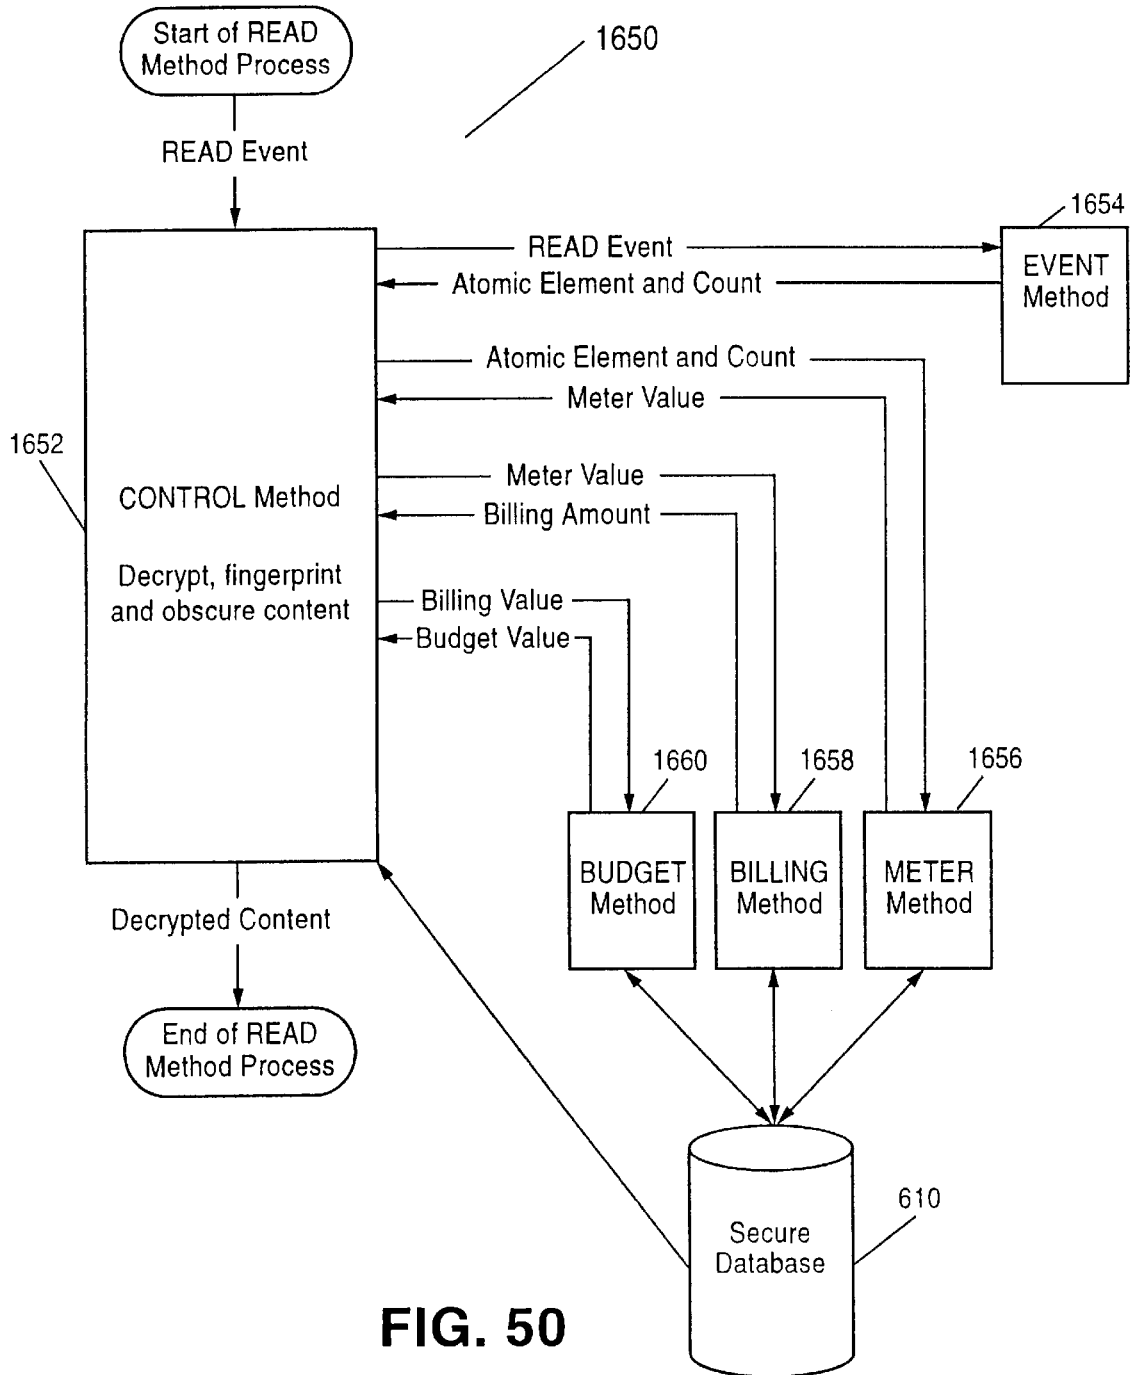 Start of READ
Method Process
1650
READ Event
1654
READ Event
EVENT
Method
Atomic Element and Count
Atomic Element and Count
Meter Value
1652
CONTROL Method
Meter Value
Billing Amount
Decrypt, fingerprint
and obscure content
Billing Value
Budget Value
1660
1658
1656
BUDGET
Method
BILLING
Method
METER
Method
Decrypted Content
End of READ
Method Process
610
Secure
Database
FIG. 50